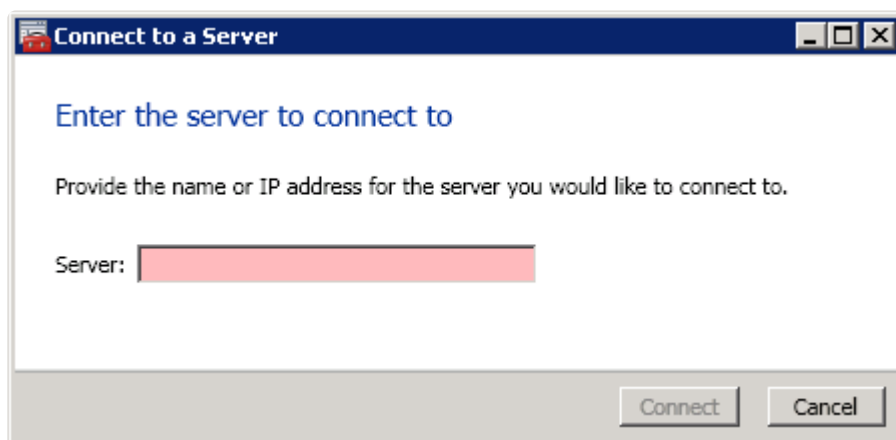 Connect to a Server
Enter the server to connect to
Provide the name or IP address for the server you would like to connect to.
Server:
Connect Cancel